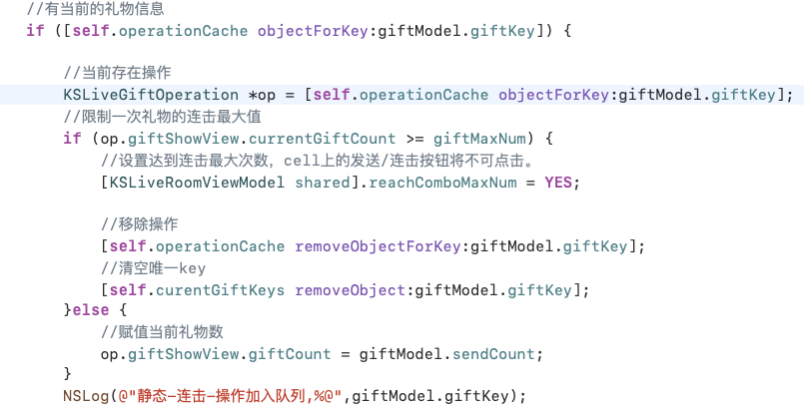 //有当前的礼物信息
if ([self.operationCache objectForKey:giftModel.giftKey]) {
//当前存在操作
KSLiveGiftOperation *op = [self.operationCache objectForKey:giftModel.giftKey];
//限制一次礼物的连击最大值
if (op.giftShowView.currentGiftCount >= giftMaxNum) {
//设置达到连击最大次数，cell上的发送/连击按钮将不可点击。
[KSLiveRoomViewModel shared].reachComboMaxNum = YES;
//移除操作
[self.operationCache removeObjectForKey:giftModel.giftKey];
//清空唯一key
[self.curentGiftKeys removeObject:giftModel.giftKey];
}else {
//赋值当前礼物数
op.giftShowView.giftCount = giftModel.sendCount;
}
NSLog(@"静态-连击-操作加入队列,%@",giftModel.giftKey);